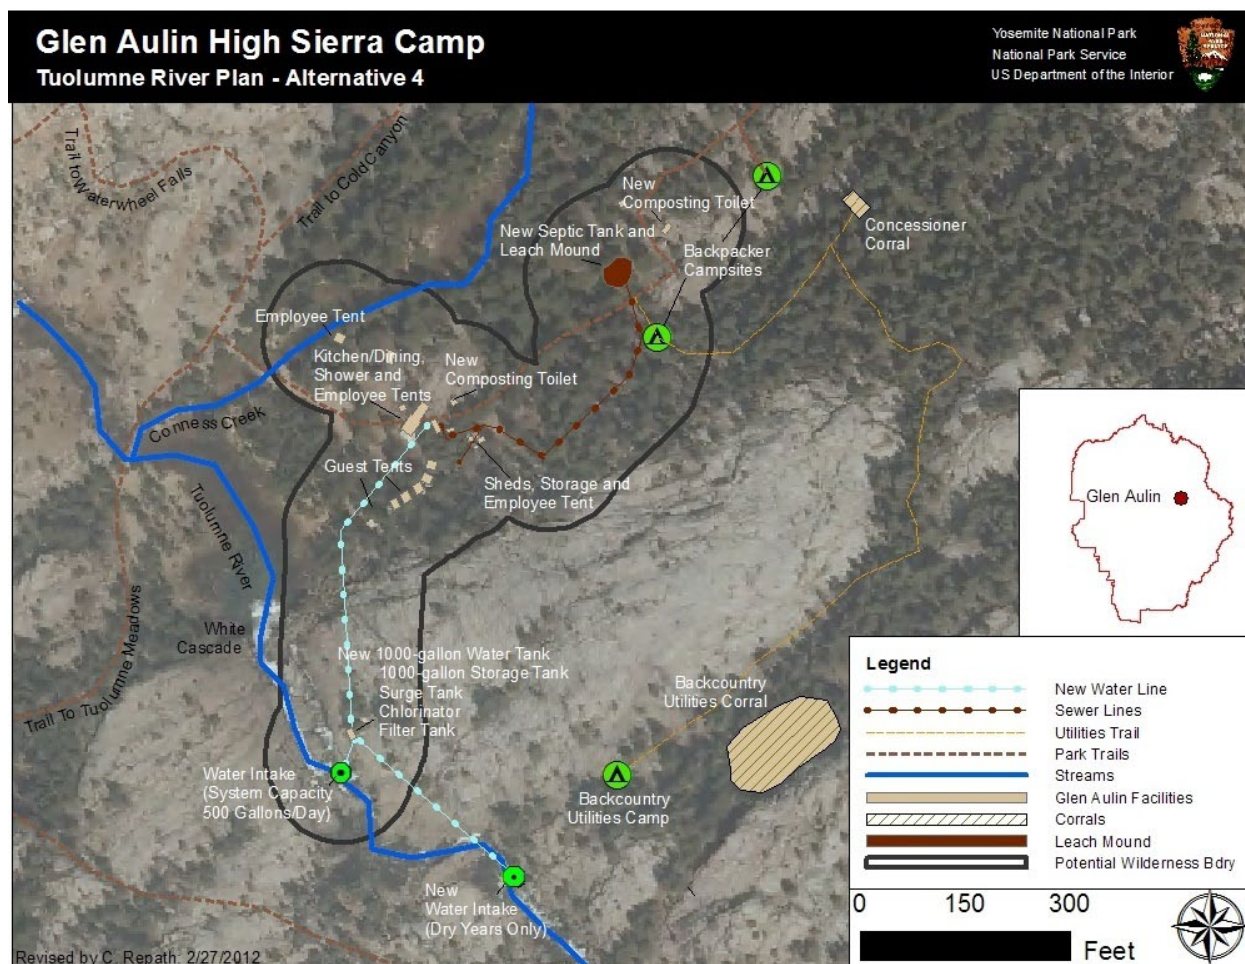 Glen Aulin High Sierra Camp
Tuolumne River Plan - Alternative 4
Yosemite National Park
National Park Service
US Department of the Interior
NATIONAL
PARK
SERVICE
Trail to Waterwheel Falls
Trail to Cold Canyon
New
Composting Toilet
New Septic Tank and
Leach Mound
Backpacker
Campsites
Concessioner
Corral
Employee Tent
Kitchen/Dining,
Shower and
Employee Tents
New
Composting Toilet
Conness Creek
Guest Tents
Sheds, Storage and
Employee Tent
Glen Aulin
Tuolumne River
White
Cascade
Trail To Tuolumne Meadows
New 1000-gallon Water Tank
1000-gallon Storage Tank
Surge Tank
Chlorinator
Filter Tank
Backcountry
Utilities Corral
Water Intake
(System Capacity
500 Gallons/Day)
Backcountry
Utilities Camp
New
Water Intake
(Dry Years Only)
Legend
New Water Line
Sewer Lines
Utilities Trail
Park Trails
Streams
Glen Aulin Facilities
Corrals
Leach Mound
Potential Wilderness Bdry
0 150 300
Feet
Revised by C. Repath: 2/27/2012